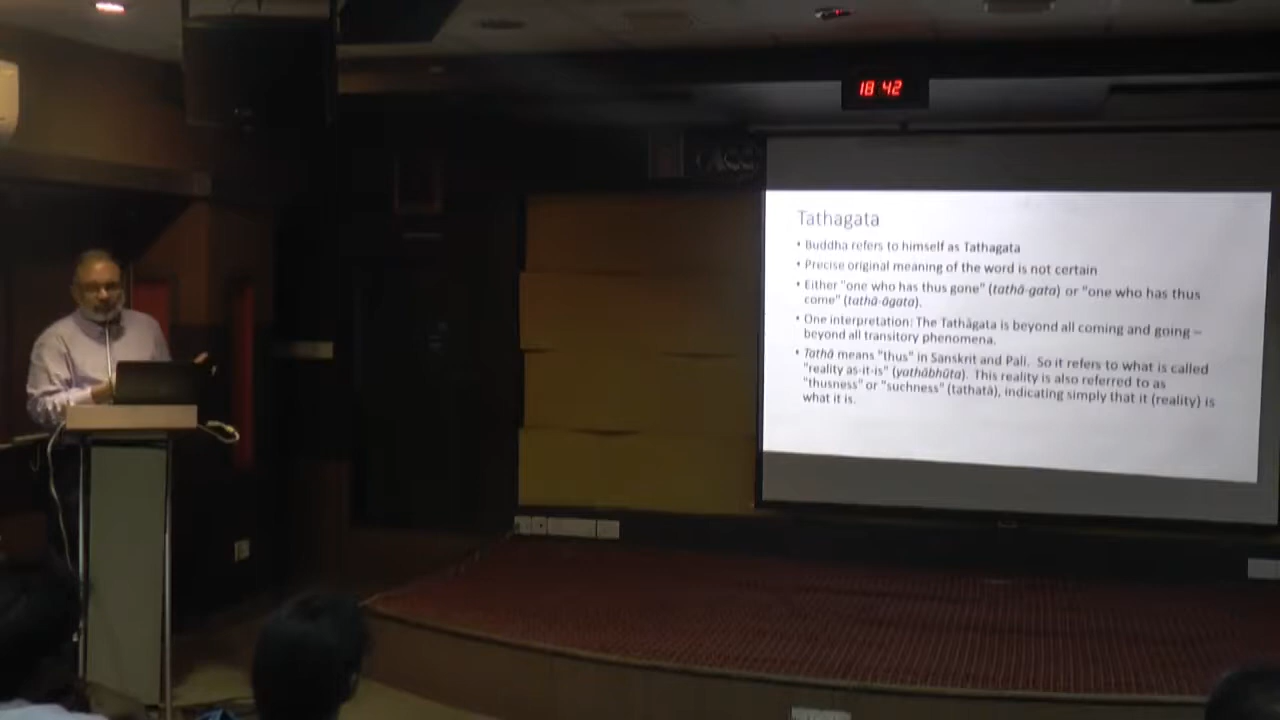 18 42
Tathagata
• Buddha refers to himself as Tathagata
• Precise original meaning of the word is not certain
• Either "one who has thus gone" (tathā-gata) or "one who has thus
come" (tathā-āgata).
• One interpretation: The Tathāgata is beyond all coming and going –
beyond all transitory phenomena.
• Tathā means "thus" in Sanskrit and Pali. So it refers to what is called
"reality as-it-is" (yathābhūta). This reality is also referred to as
"thusness" or "suchness" (tathatā), indicating simply that it (reality) is
what it is.